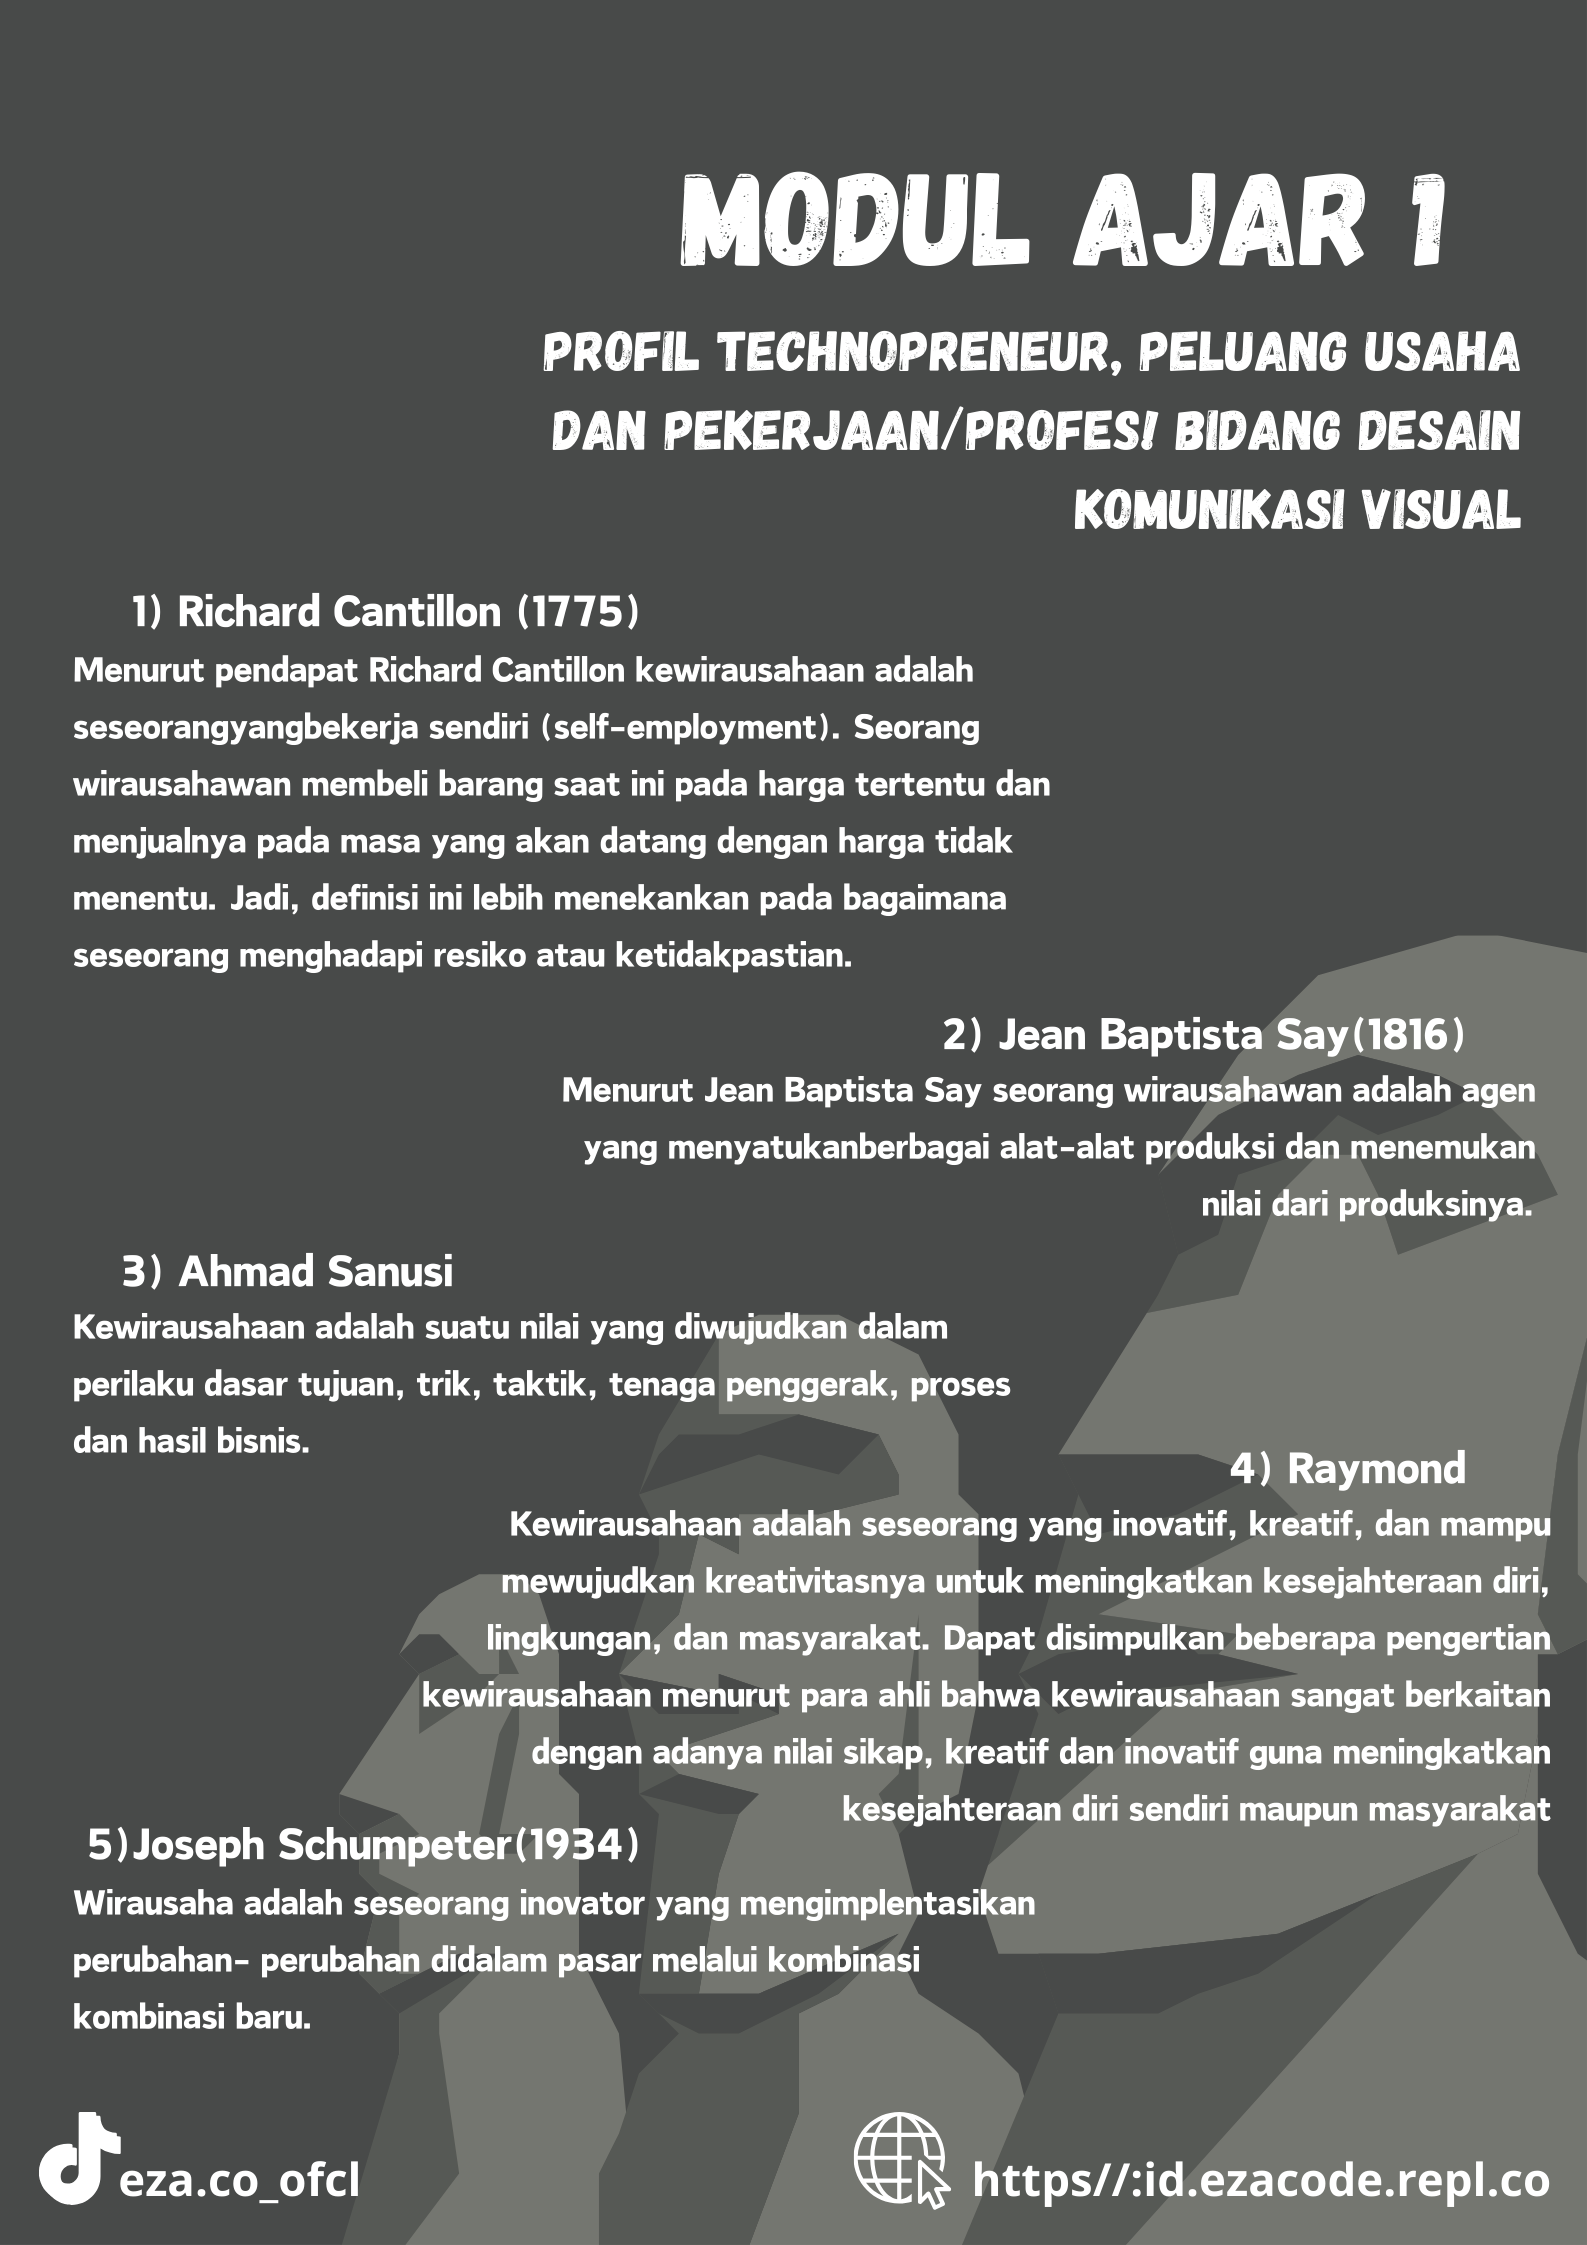 MODUL AJAR 1
PROFIL TECHNOPRENEUR, PELUANG USAHA
DAN PEKERJAAN/PROFES! BIDANG DESAIN
KOMUNIKASI VISUAL
1) Richard Cantillon (1775)
Menurut pendapat Richard Cantillon kewirausahaan adalah
seseorangyangbekerja sendiri (self-employment). Seorang
wirausahawan membeli barang saat ini pada harga tertentu dan
menjualnya pada masa yang akan datang dengan harga tidak
menentu. Jadi, definisi ini lebih menekankan pada bagaimana
seseorang menghadapi resiko atau ketidakpastian.
2) Jean Baptista Say(1816)
Menurut Jean Baptista Say seorang wirausahawan adalah agen
yang menyatukanberbagai alat-alat produksi dan menemukan
nilai dari produksinya.
3) Ahmad Sanusi
Kewirausahaan adalah suatu nilai yang diwujudkan dalam
perilaku dasar tujuan, trik, taktik, tenaga penggerak, proses
dan hasil bisnis.
4) Raymond
Kewirausahaan adalah seseorang yang inovatif, kreatif, dan mampu
mewujudkan kreativitasnya untuk meningkatkan kesejahteraan diri,
lingkungan, dan masyarakat. Dapat disimpulkan beberapa pengertian
kewirausahaan menurut para ahli bahwa kewirausahaan sangat berkaitan
dengan adanya nilai sikap, kreatif dan inovatif guna meningkatkan
kesejahteraan diri sendiri maupun masyarakat
5)Joseph Schumpeter(1934)
Wirausaha adalah seseorang inovator yang mengimplentasikan
perubahan- perubahan didalam pasar melalui kombinasi
kombinasi baru.
eza.co_ofcl
https//:id.ezacode.repl.co